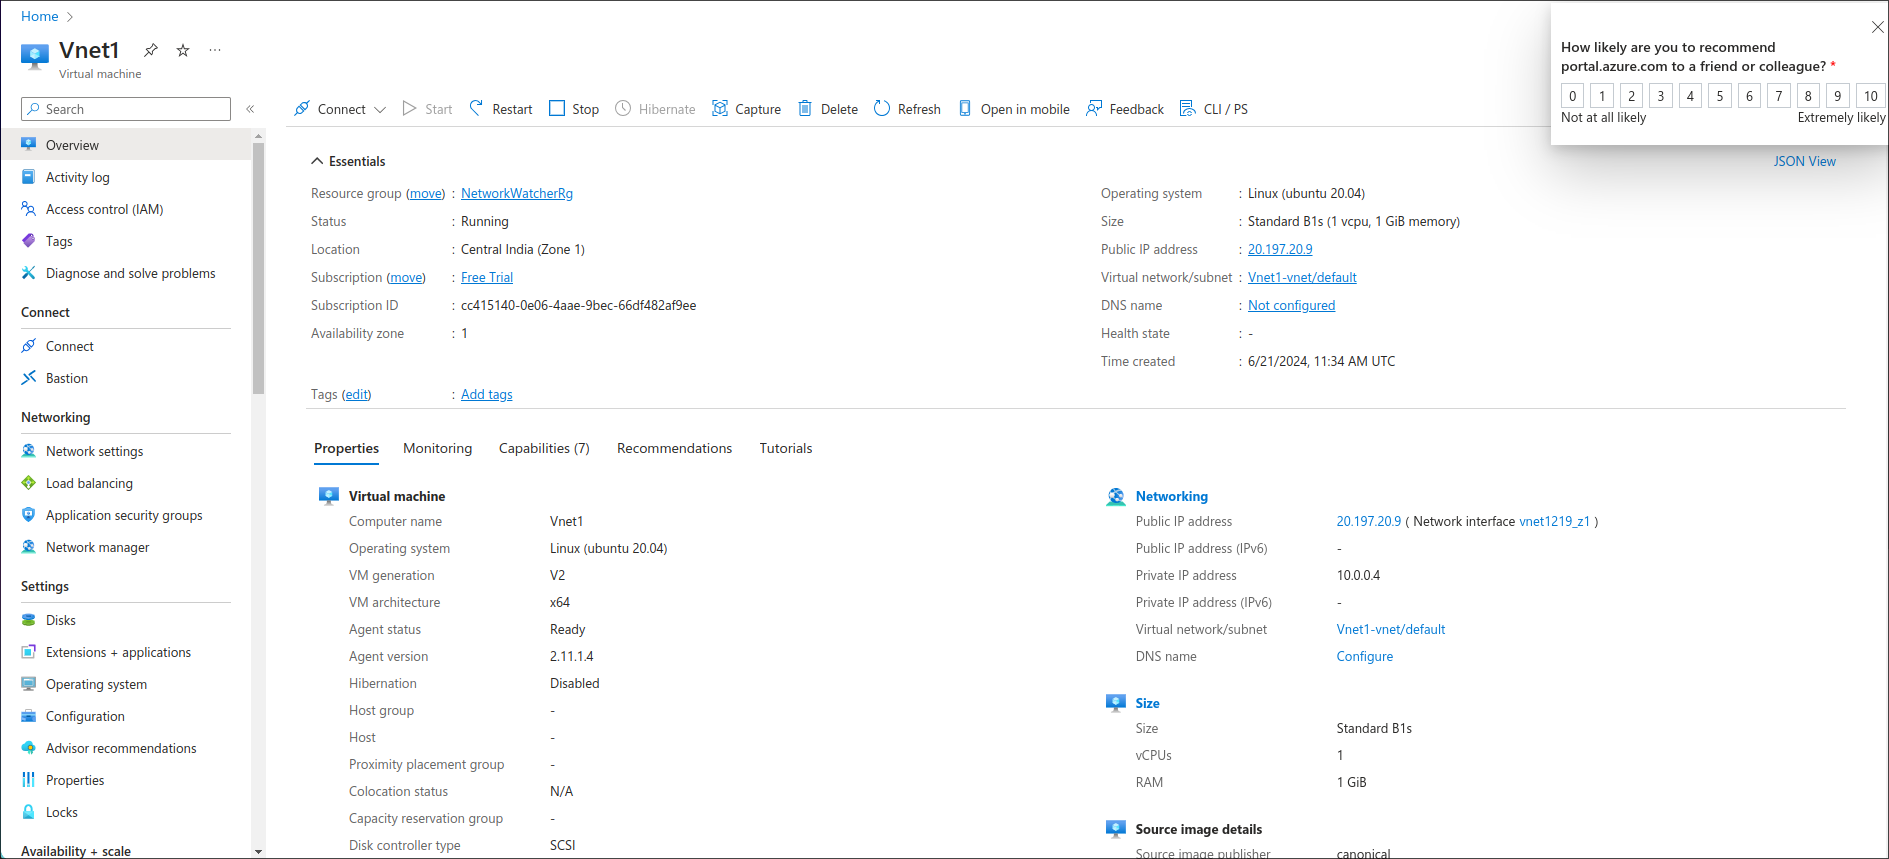 Home
Vnet1
Virtual machine
Search
Overview
Activity log
Access control (IAM)
Tags
Diagnose and solve problems
Connect
Connect
Bastion
Networking
Network settings
Load balancing
Application security groups
Network manager
Settings
Disks
Extensions + applications
Operating system
Configuration
Advisor recommendations
Properties
Locks
Availability + scale
Connect Start Restart Stop Hibernate Capture Delete Refresh Open in mobile Feedback CLI / PS
How likely are you to recommend
portal.azure.com to a friend or colleague? *
0 1 2 3 4 5 6 7 8 9 10
Not at all likely Extremely likely
Essentials
JSON View
Resource group (move) : NetworkWatcherRg
Status : Running
Location : Central India (Zone 1)
Subscription (move) : Free Trial
Subscription ID : cc415140-0e06-4aae-9bec-66df482af9ee
Availability zone : 1
Operating system : Linux (ubuntu 20.04)
Size : Standard B1s (1 vcpu, 1 GiB memory)
Public IP address : 20.197.20.9
Virtual network/subnet : Vnet1-vnet/default
DNS name : Not configured
Health state : -
Time created : 6/21/2024, 11:34 AM UTC
Tags (edit) : Add tags
Properties Monitoring Capabilities (7) Recommendations Tutorials
Virtual machine
Computer name Vnet1
Operating system Linux (ubuntu 20.04)
VM generation V2
VM architecture x64
Agent status Ready
Agent version 2.11.1.4
Hibernation Disabled
Host group -
Host -
Proximity placement group -
Colocation status N/A
Capacity reservation group -
Disk controller type SCSI
Networking
Public IP address 20.197.20.9 ( Network interface vnet1219_z1 )
Public IP address (IPv6) -
Private IP address 10.0.0.4
Private IP address (IPv6) -
Virtual network/subnet Vnet1-vnet/default
DNS name Configure
Size
Size Standard B1s
vCPUs 1
RAM 1 GiB
Source image details
Source image publisher canonical